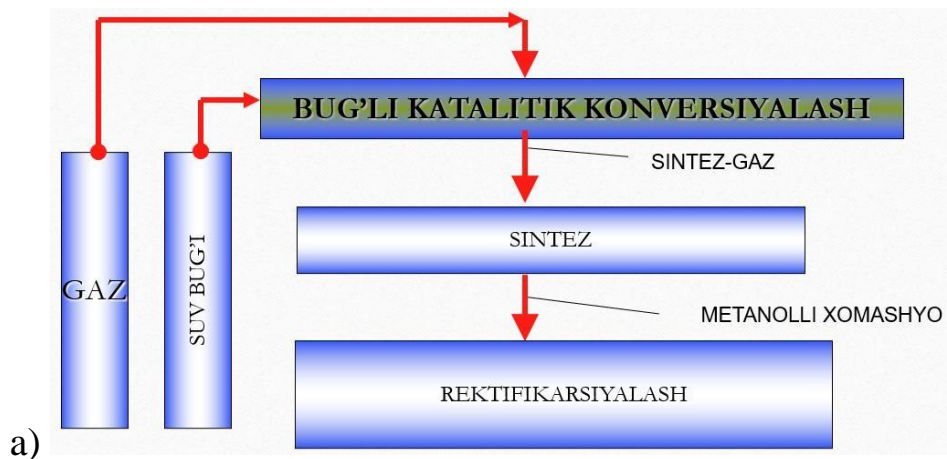 BUG'LI KATALITIK KONVERSIYALASH
SINTEZ-GAZ
GAZ
SUV BUG'I
SINTEZ
METANOLLI XOMASHYO
REKTIFIKARSIYALASH
a)